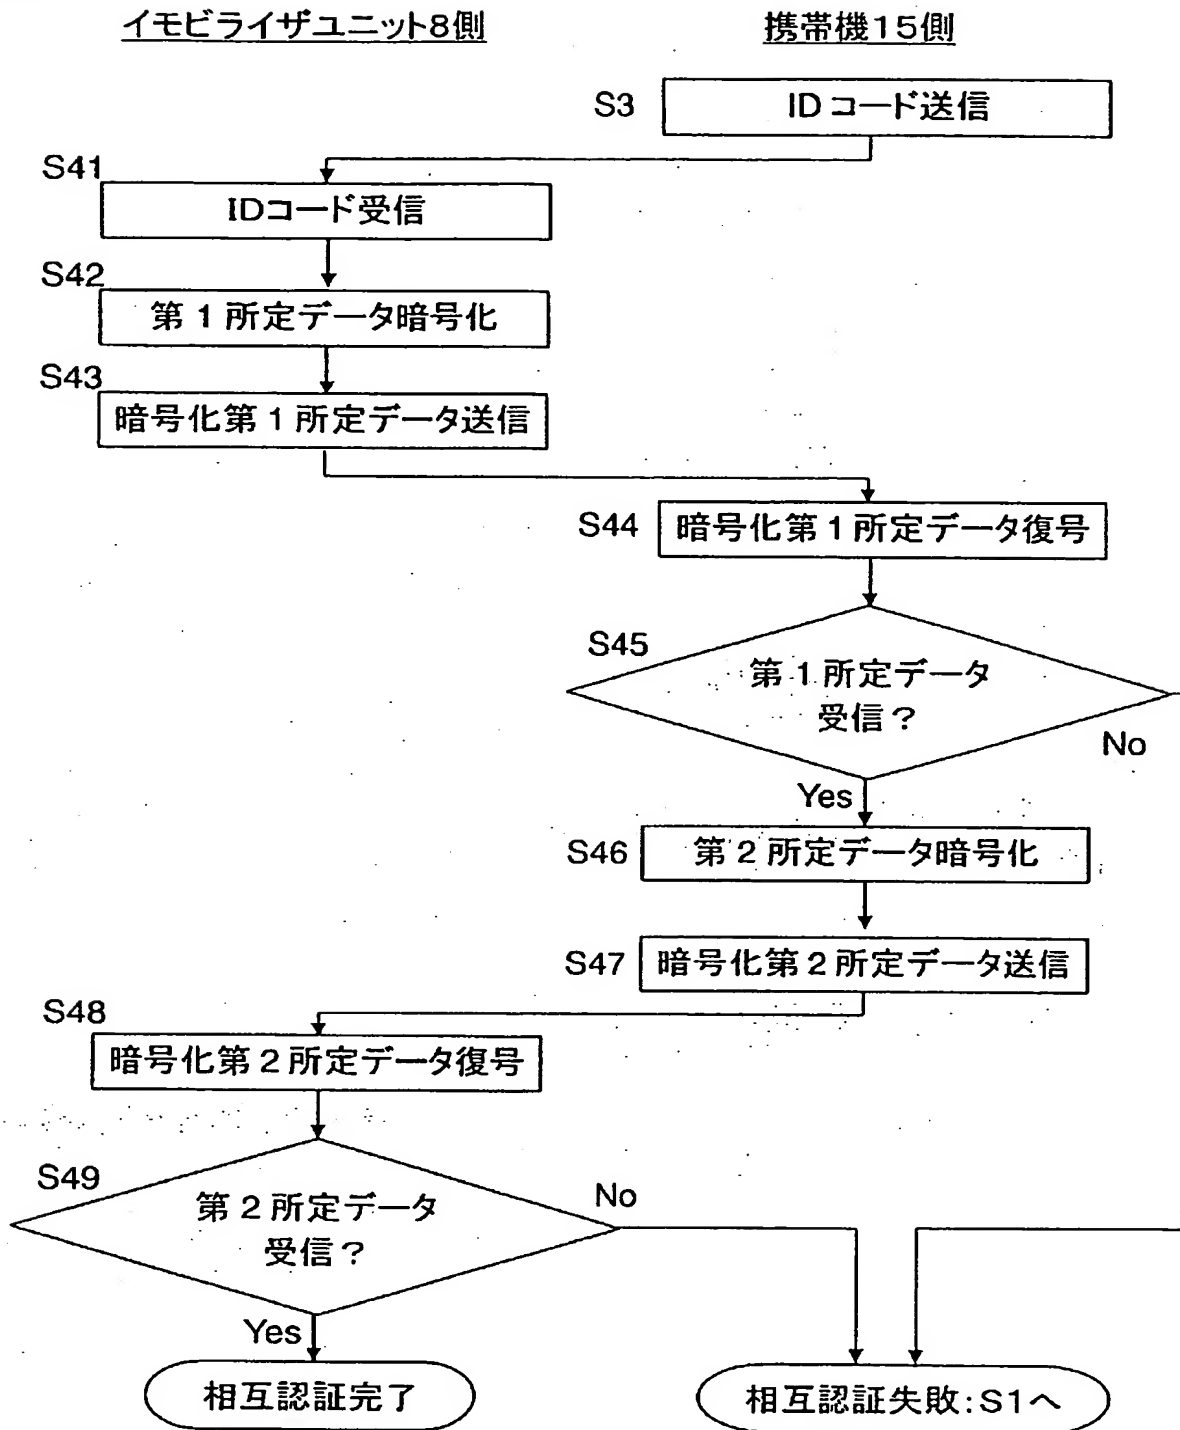 イモビライザユニット8側
携帯機15側
S3
IDコード送信
S41
IDコード受信
S42
第1所定データ暗号化
S43
暗号化第1所定データ送信
S44
暗号化第1所定データ復号
S45
第1所定データ
受信?
No
Yes
S46
第2所定データ暗号化
S47
暗号化第2所定データ送信
S48
暗号化第2所定データ復号
S49
第2所定データ
受信?
No
Yes
相互認証完了
相互認証失敗:S1へ